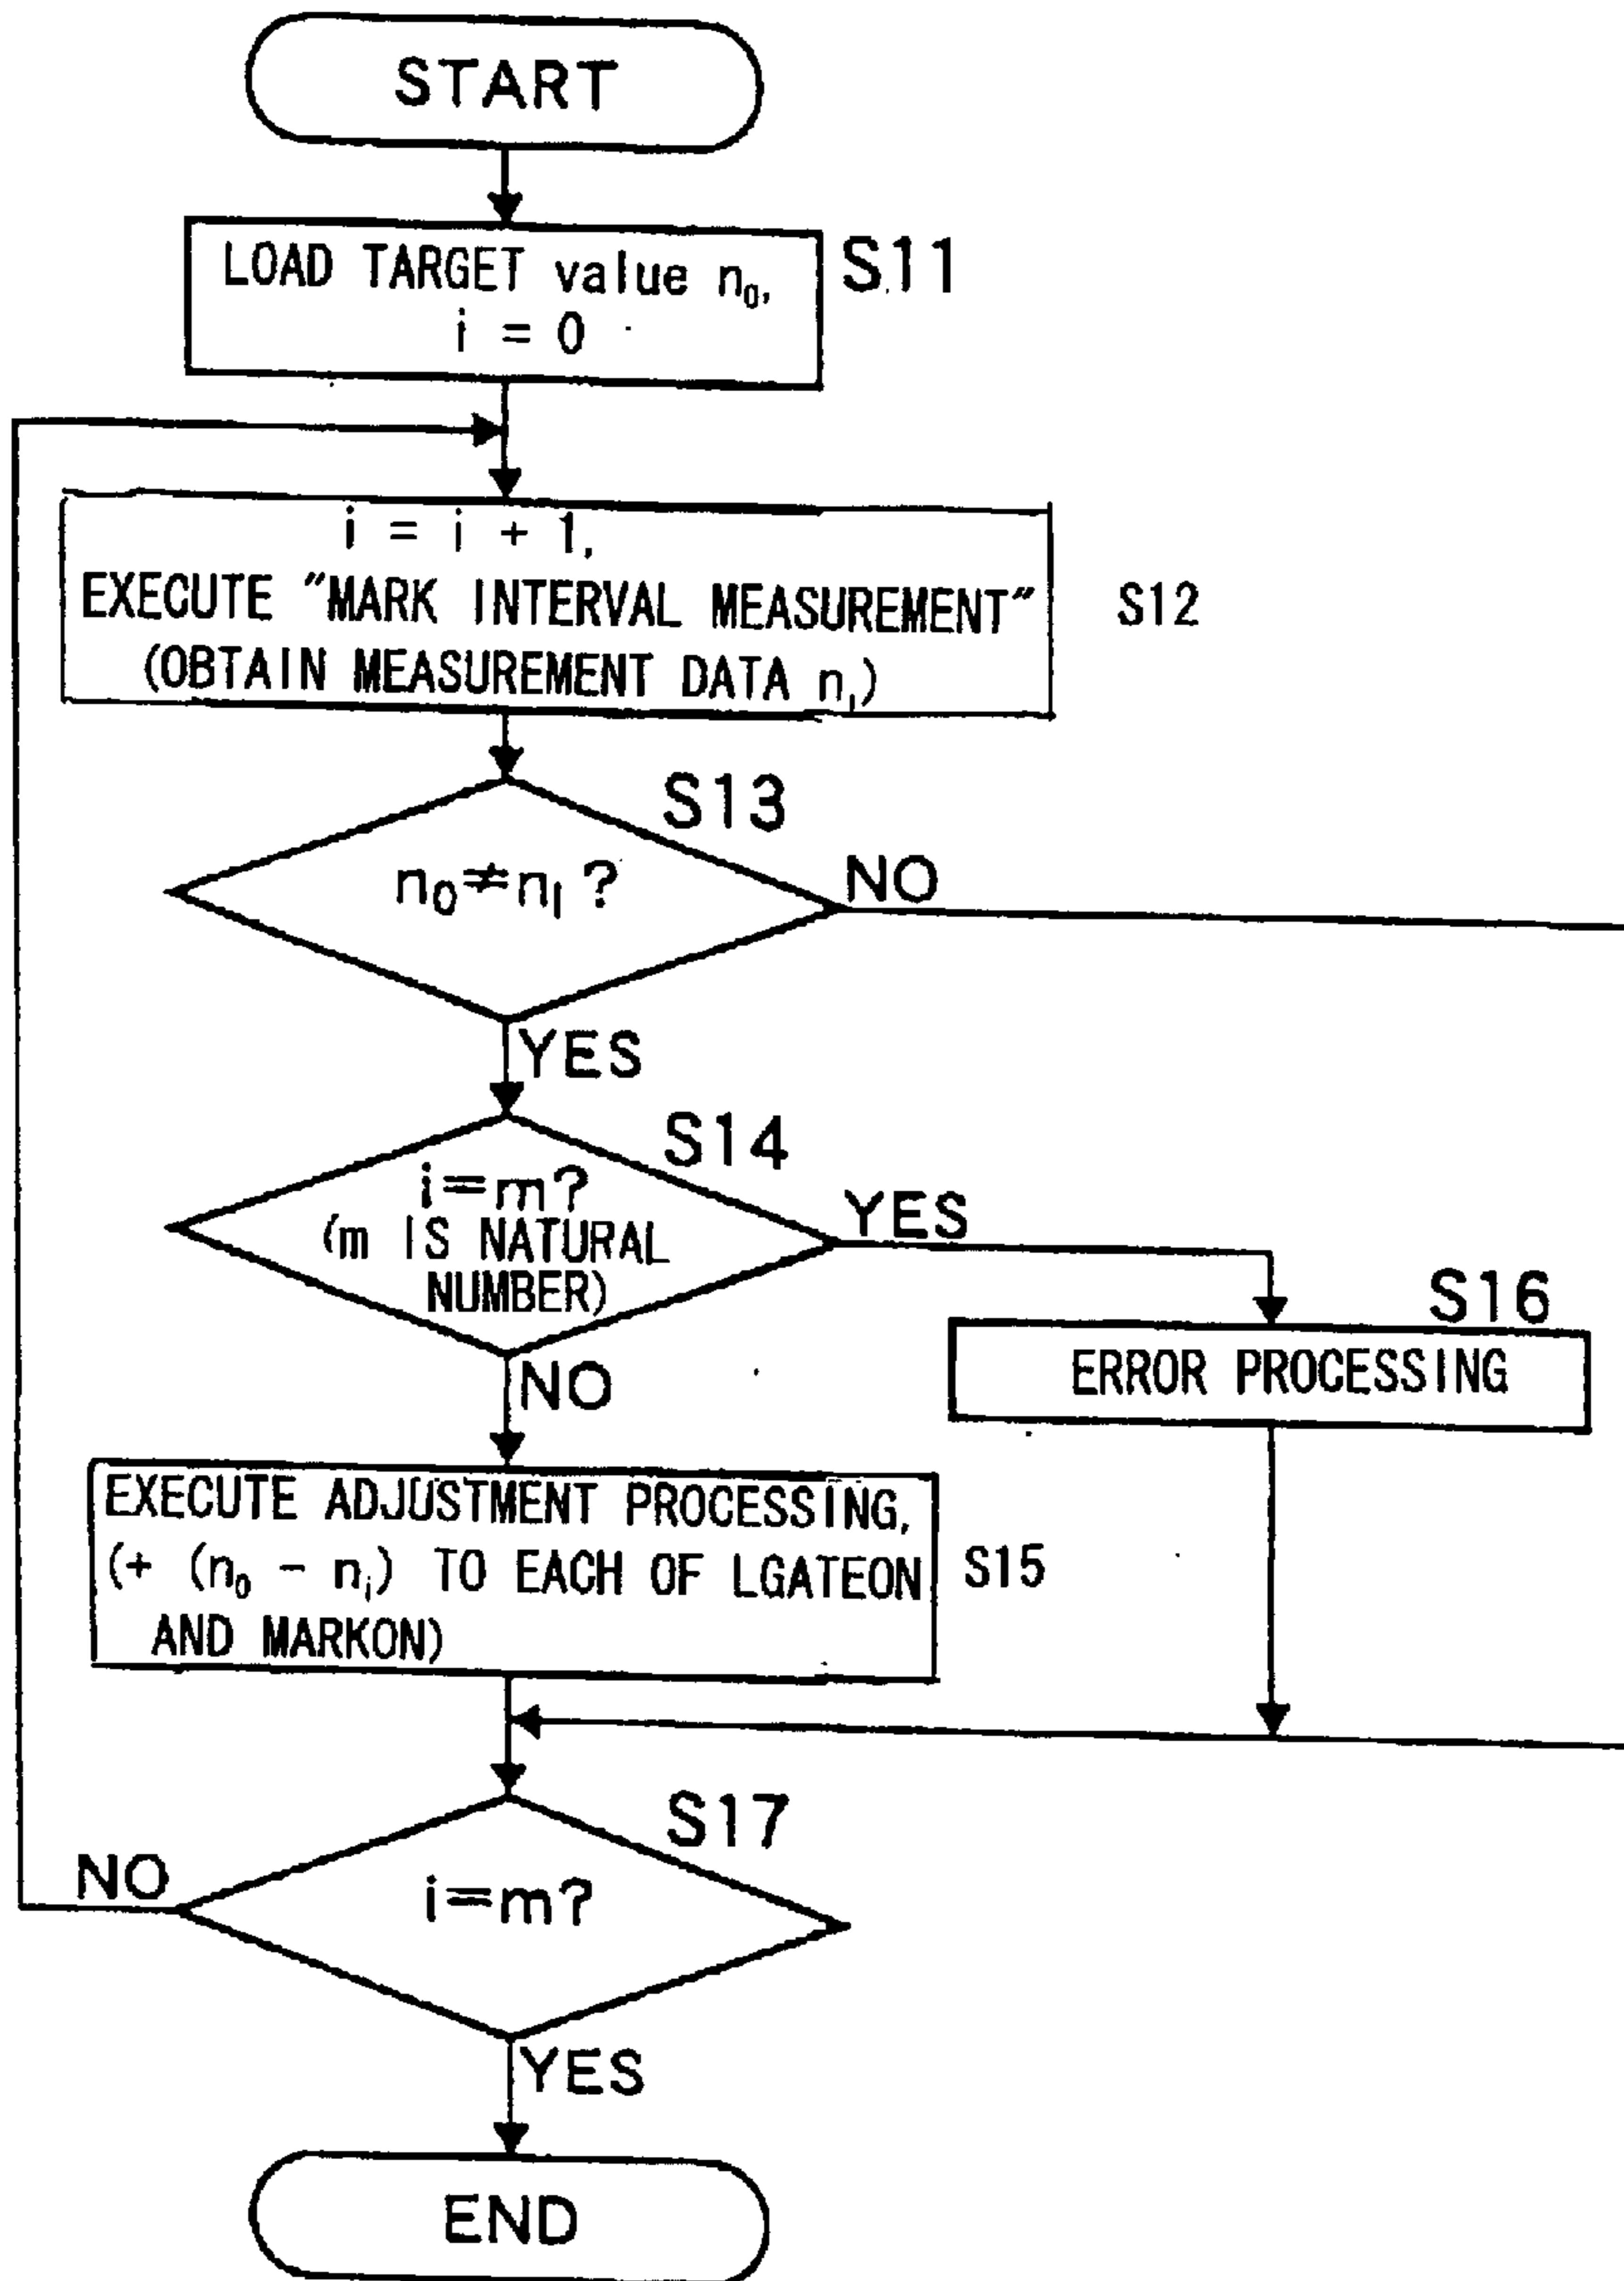 START
LOAD TARGET value n₀,
i = 0
S11
i = i + 1,
EXECUTE "MARK INTERVAL MEASUREMENT"
(OBTAIN MEASUREMENT DATA nᵢ)
S12
S13
n₀≠nᵢ?
NO
YES
S14
i=m?
(m IS NATURAL
NUMBER)
YES
NO
S16
ERROR PROCESSING
EXECUTE ADJUSTMENT PROCESSING,
(+ (n₀ - nᵢ) TO EACH OF LGATEON
AND MARKON)
S15
S17
NO
i=m?
YES
END